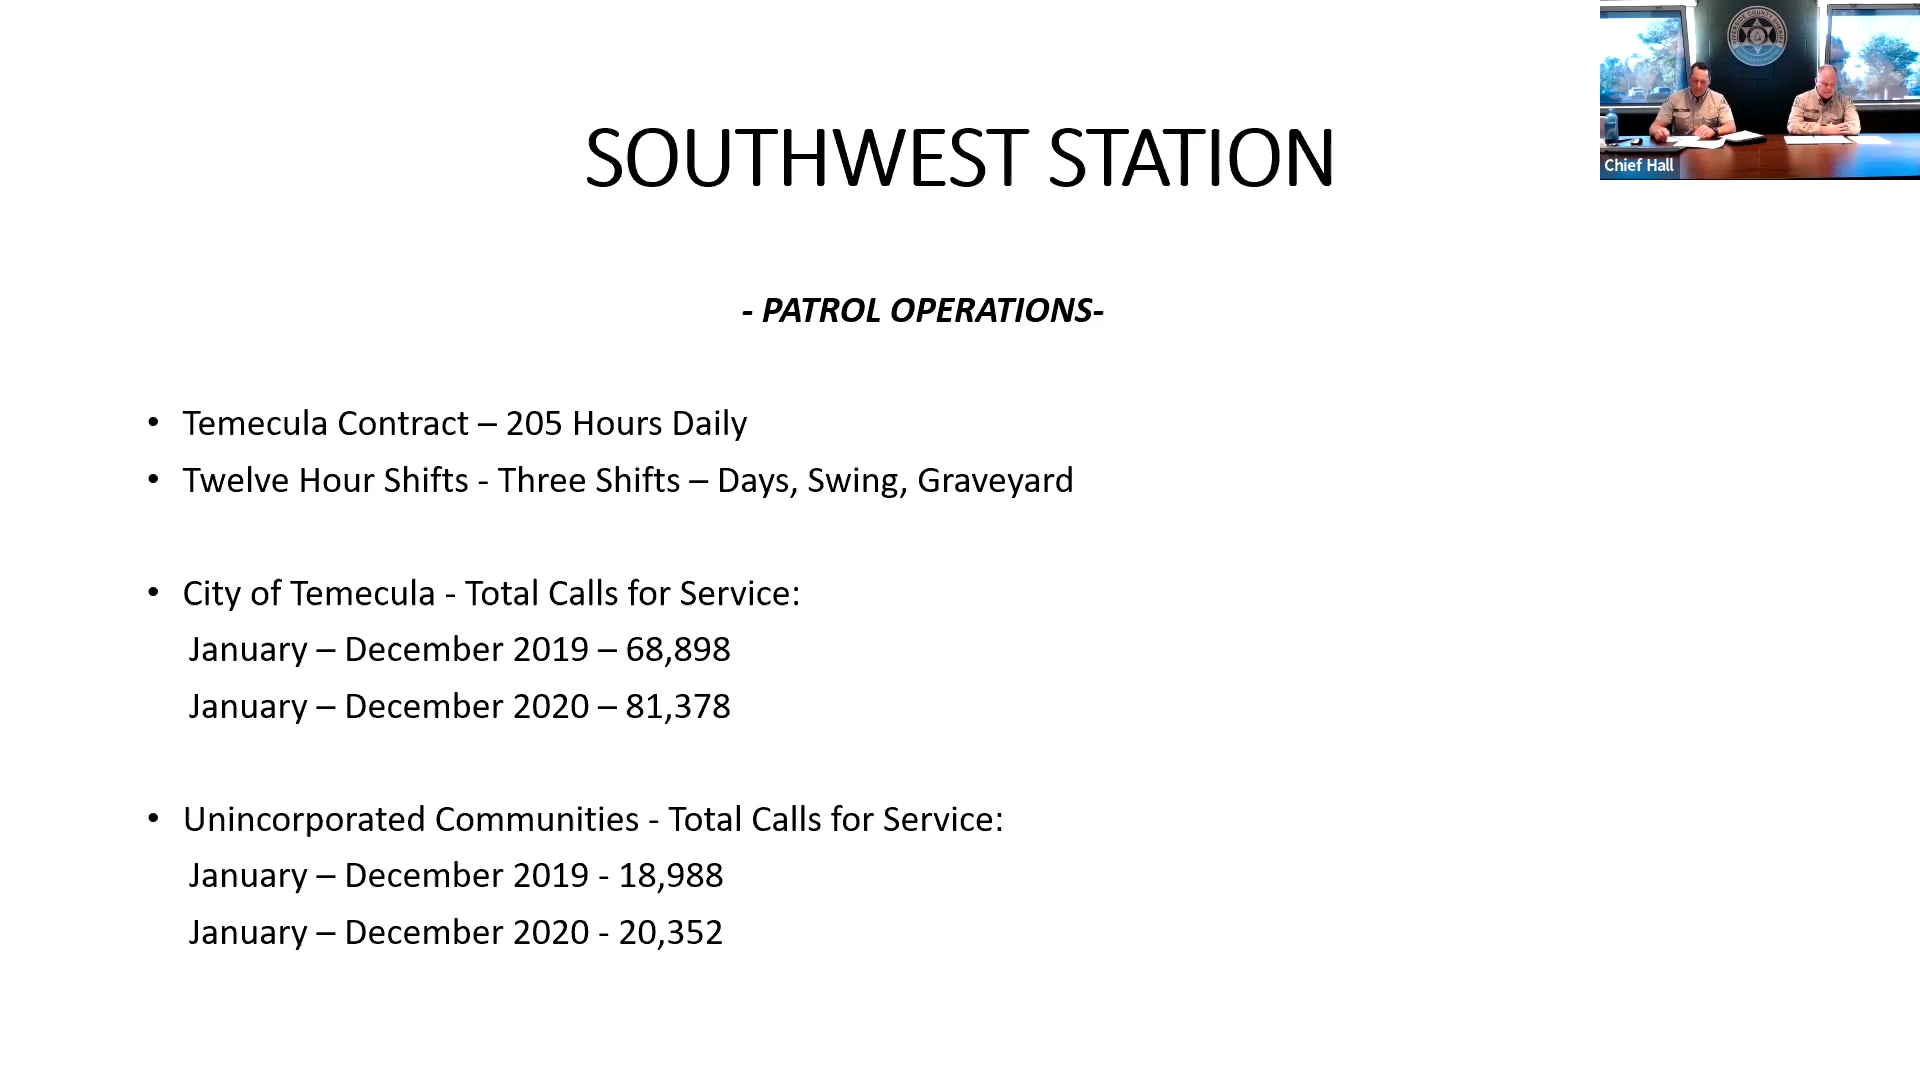 SOUTHWEST STATION
Chief Hall
- PATROL OPERATIONS-
• Temecula Contract – 205 Hours Daily
• Twelve Hour Shifts - Three Shifts – Days, Swing, Graveyard
• City of Temecula - Total Calls for Service:
January – December 2019 – 68,898
January – December 2020 – 81,378
• Unincorporated Communities - Total Calls for Service:
January – December 2019 - 18,988
January – December 2020 - 20,352